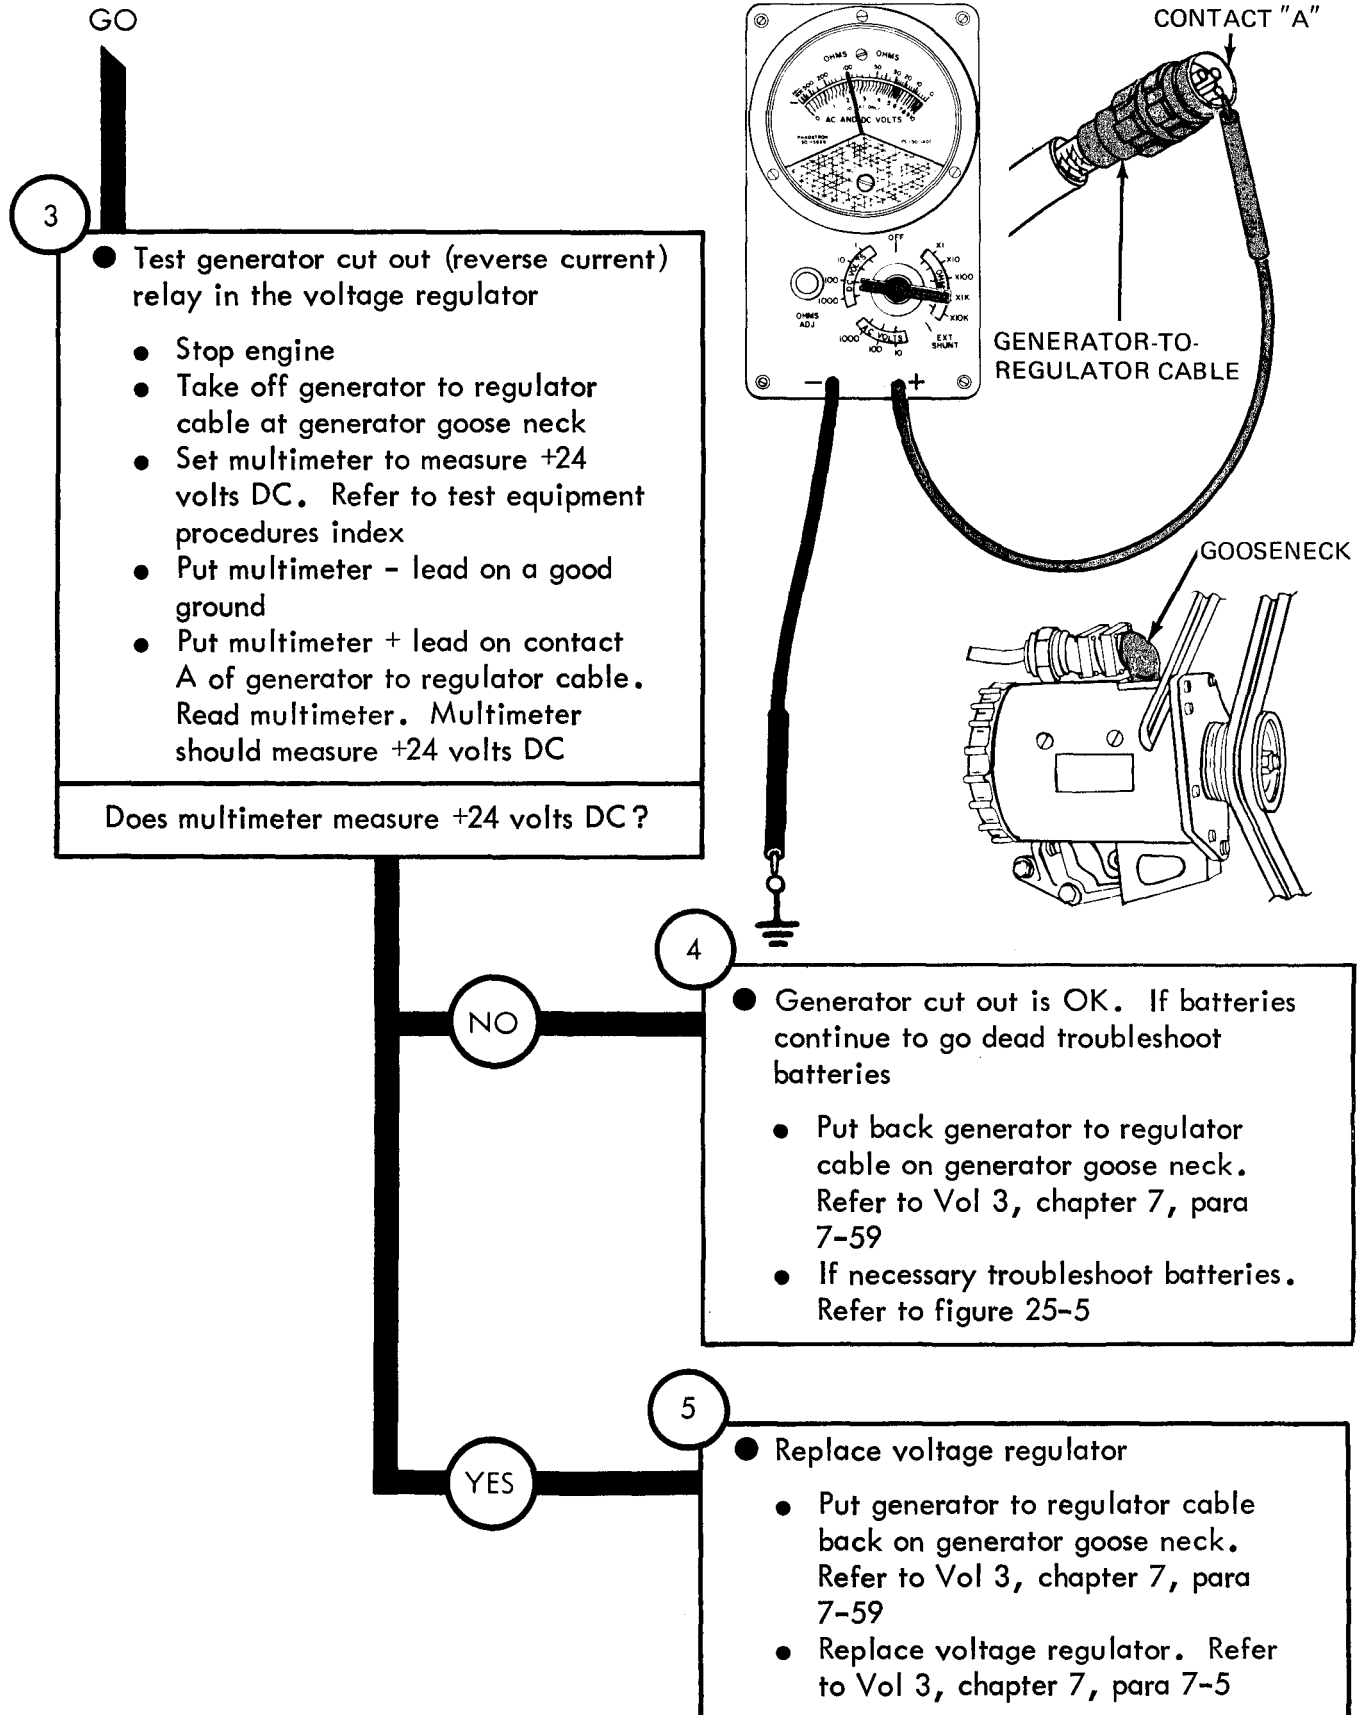 GO
3
● Test generator cut out (reverse current)
relay in the voltage regulator
● Stop engine
● Take off generator to regulator
cable at generator goose neck
● Set multimeter to measure +24
volts DC. Refer to test equipment
procedures index
● Put multimeter - lead on a good
ground
● Put multimeter + lead on contact
A of generator to regulator cable.
Read multimeter. Multimeter
should measure +24 volts DC
Does multimeter measure +24 volts DC?
OHMS OHMS
AC AND DC VOLTS
OFF
DC VOLTS
1
10
100
1000
X1
X10
X100
X1K
X10K
OHMS
ADJ
AC VOLTS
1000
100
10
EXT
SHUNT
- +
CONTACT "A"
GENERATOR-TO-
REGULATOR CABLE
GOOSENECK
NO
4
● Generator cut out is OK. If batteries
continue to go dead troubleshoot
batteries
● Put back generator to regulator
cable on generator goose neck.
Refer to Vol 3, chapter 7, para
7-59
● If necessary troubleshoot batteries.
Refer to figure 25-5
YES
5
● Replace voltage regulator
● Put generator to regulator cable
back on generator goose neck.
Refer to Vol 3, chapter 7, para
7-59
● Replace voltage regulator. Refer
to Vol 3, chapter 7, para 7-5